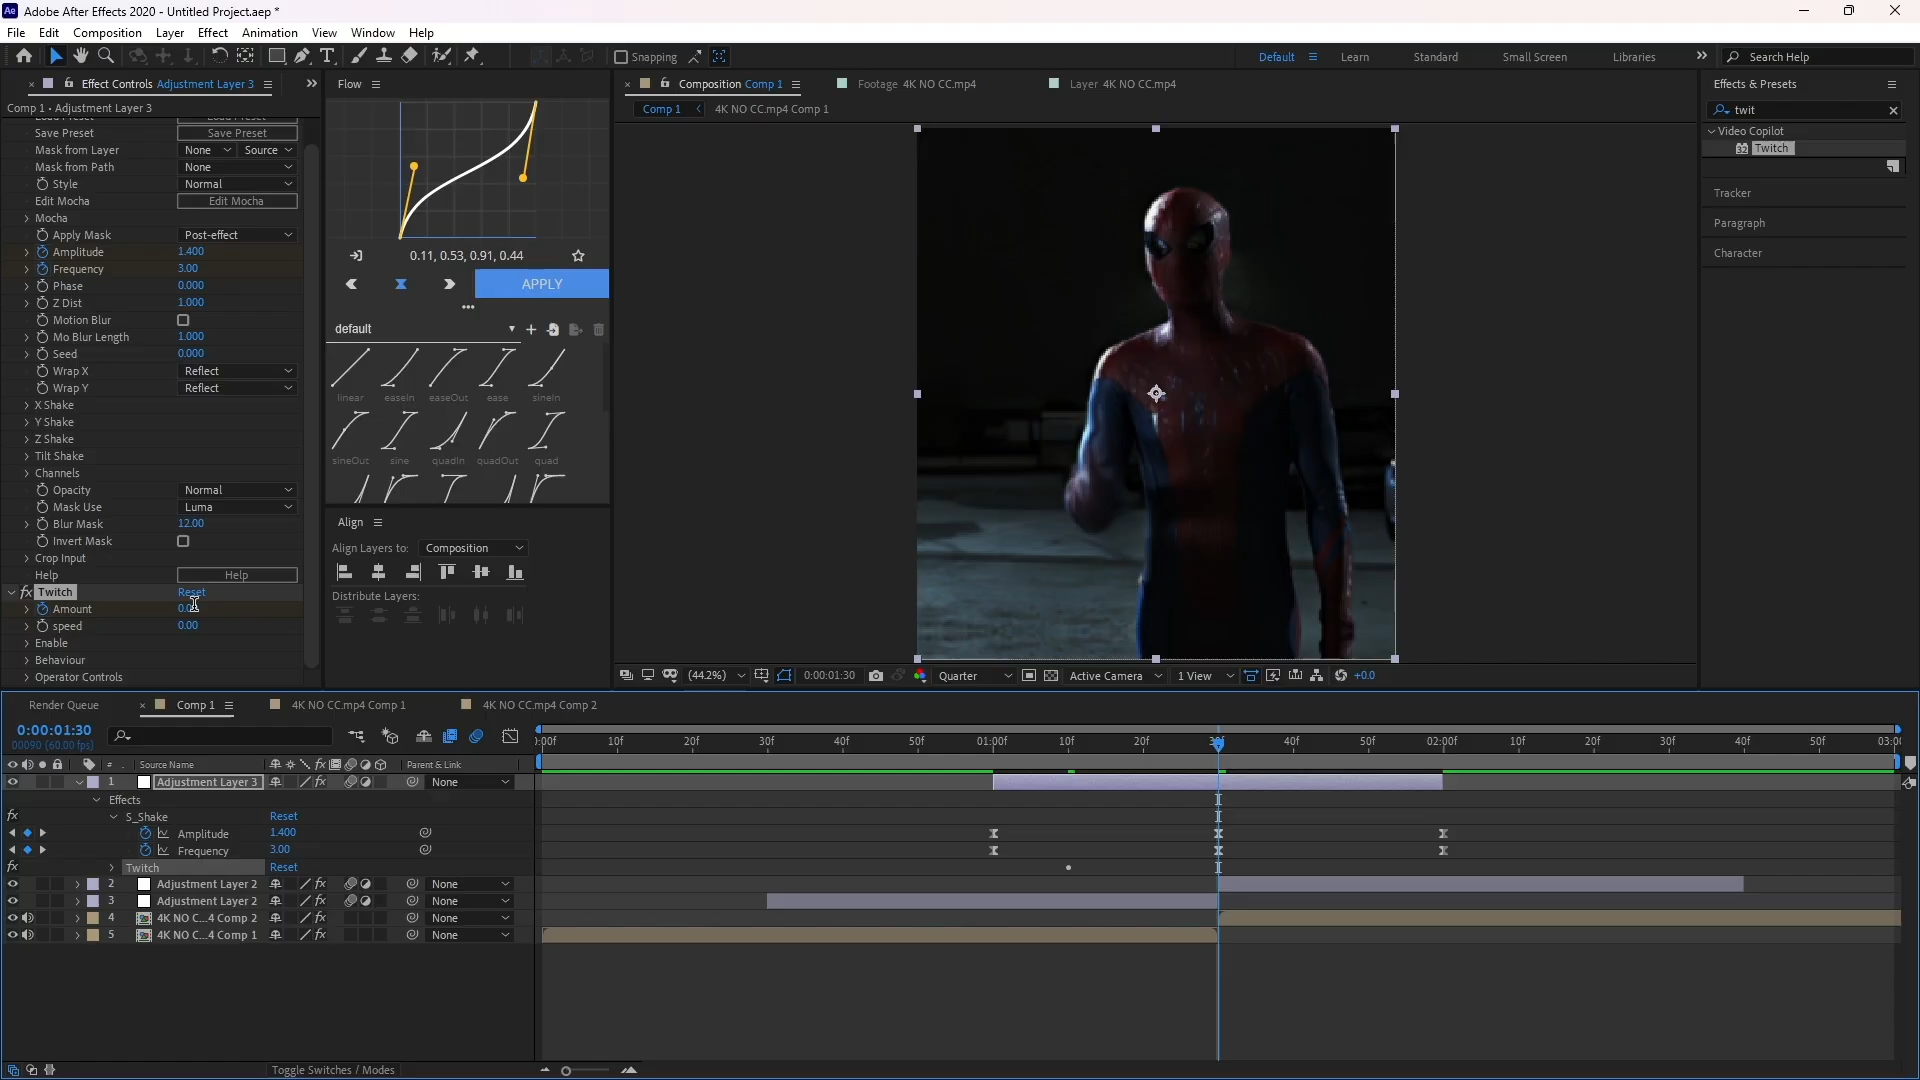 Adobe After Effects 2020 - Untitled Project.aep *
File Edit Composition Layer Effect Animation View Window Help
Snapping
Default Learn Standard Small Screen Libraries Search Help
Effect Controls Adjustment Layer 3
Comp 1 • Adjustment Layer 3
Save Preset Save Preset
Mask from Layer None Source
Mask from Path None
Style Normal
Edit Mocha Edit Mocha
Mocha
Apply Mask Post-effect
Amplitude 1.400
Frequency 3.00
Phase 0.000
Z Dist 1.000
Motion Blur
Mo Blur Length 1.000
Seed 0.000
Wrap X Reflect
Wrap Y Reflect
X Shake
Y Shake
Z Shake
Tilt Shake
Channels
Opacity Normal
Mask Use Luma
Blur Mask 12.00
Invert Mask
Crop Input
Help Help
fx Twitch Reset
Amount
speed 0.00
Enable
Behaviour
Operator Controls
Flow
0.11, 0.53, 0.91, 0.44
APPLY
default
linear easeIn easeOut ease sineIn
sineOut sine quadIn quadOut quad
Align
Align Layers to: Composition
Distribute Layers:
Composition Comp 1 Footage 4K NO CC.mp4 Layer 4K NO CC.mp4
Comp 1 4K NO CC.mp4 Comp 1
(44.2%) 0:00:01:30 Quarter Active Camera 1 View +0.0
Effects & Presets
twit
Video Copilot
32 Twitch
Tracker
Paragraph
Character
Render Queue Comp 1 4K NO CC.mp4 Comp 1 4K NO CC.mp4 Comp 2
0:00:01:30
00090 (60.00 fps)
:00f 10f 20f 30f 40f 50f 01:00f 10f 20f 40f 50f 02:00f 10f 20f 30f 40f 50f
# Source Name Parent & Link
1 Adjustment Layer 3 None
Effects
fx S_Shake Reset
Amplitude 1.400
Frequency 3.00
fx Twitch Reset
2 Adjustment Layer 2 fx None
3 Adjustment Layer 2 fx None
4 4K NO C...4 Comp 2 fx None
5 4K NO C...4 Comp 1 fx None
Toggle Switches / Modes